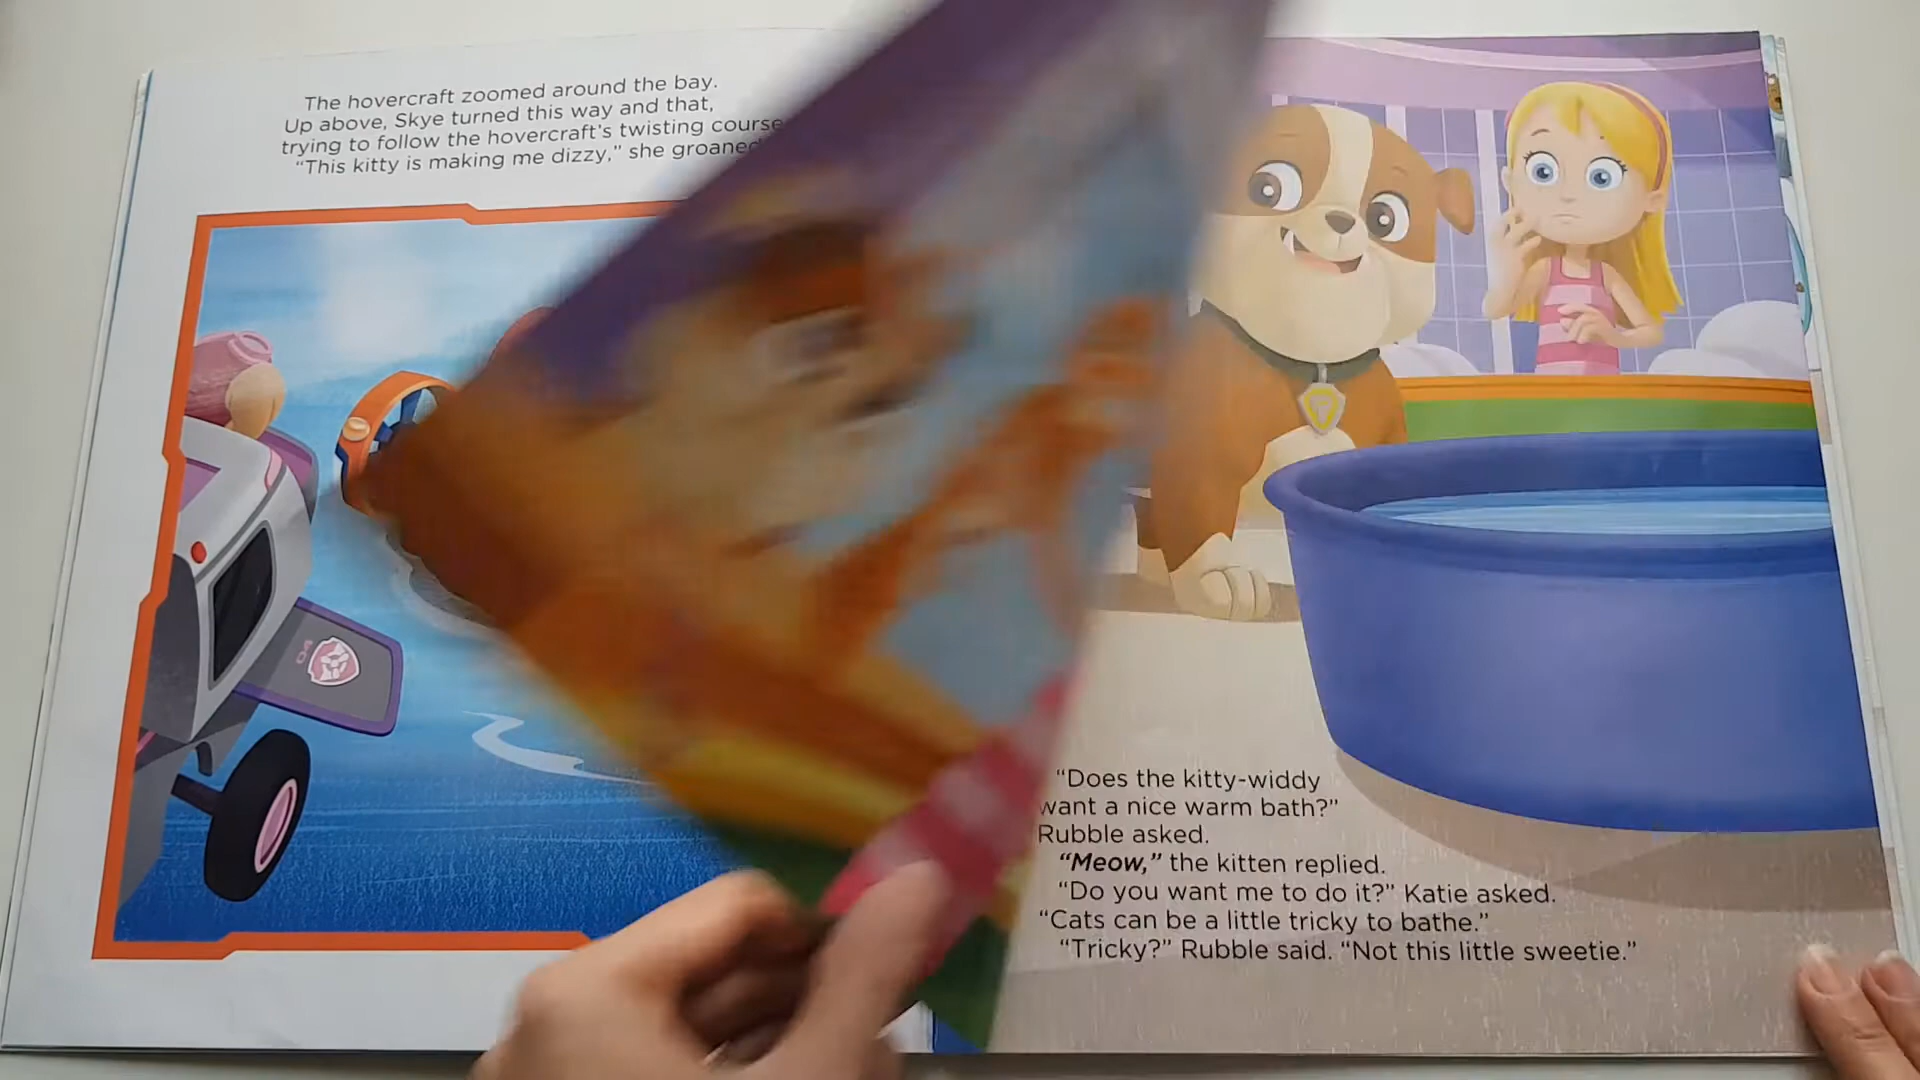 The hovercraft zoomed around the bay.
Up above, Skye turned this way and that,
trying to follow the hovercraft's twisting course
“This kitty is making me dizzy,” she groaned
04
“Does the kitty-widdy
want a nice warm bath?”
Rubble asked.
“Meow,” the kitten replied.
“Do you want me to do it?” Katie asked.
“Cats can be a little tricky to bathe.”
“Tricky?” Rubble said. “Not this little sweetie.”